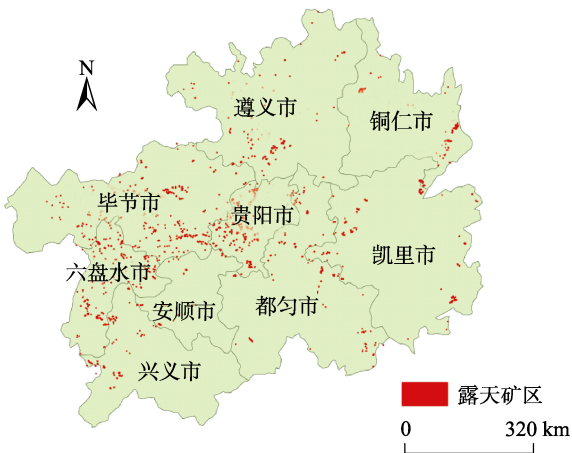 N
遵义市
铜仁市
毕节市
贵阳市
凯里市
六盘水市
安顺市
都匀市
兴义市
露天矿区
0 320 km